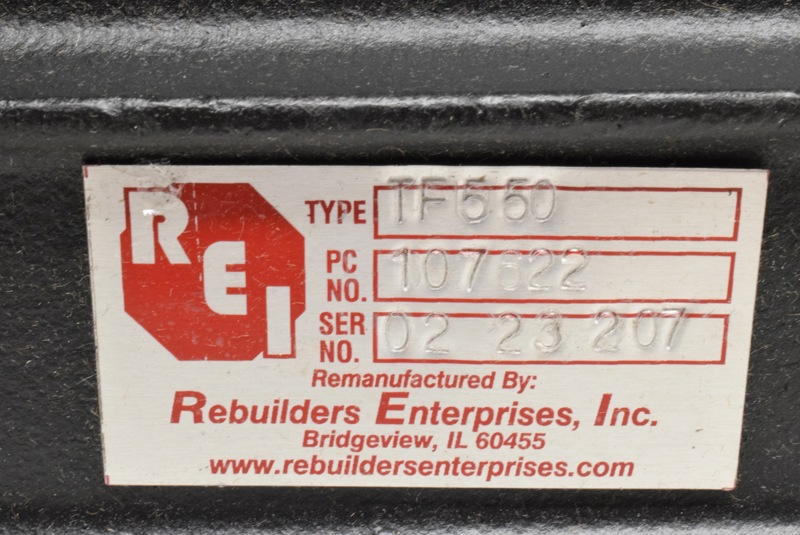 REI
TYPE TF550
PC NO. 107622
SER NO. 02 23 207
Remanufactured By:
Rebuilders Enterprises, Inc.
Bridgeview, IL 60455
www.rebuildersenterprises.com